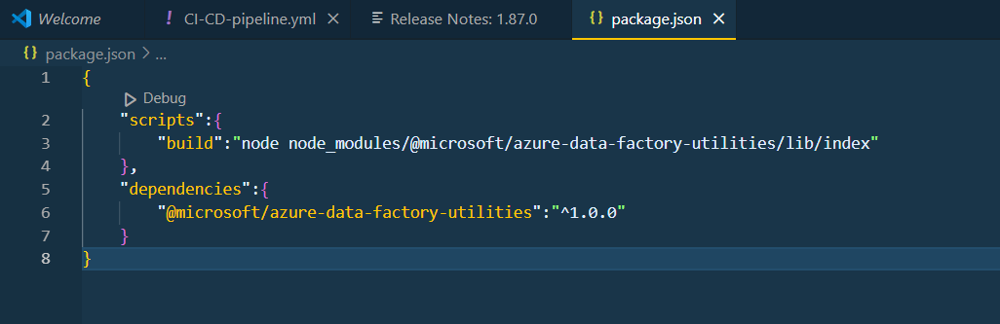 Welcome ! CI-CD-pipeline.yml Release Notes: 1.87.0 {} package.json
{} package.json > ...
1 {
Debug
2 "scripts":{
3 "build":"node node_modules/@microsoft/azure-data-factory-utilities/lib/index"
4 },
5 "dependencies":{
6 "@microsoft/azure-data-factory-utilities":"^1.0.0"
7 }
8 }